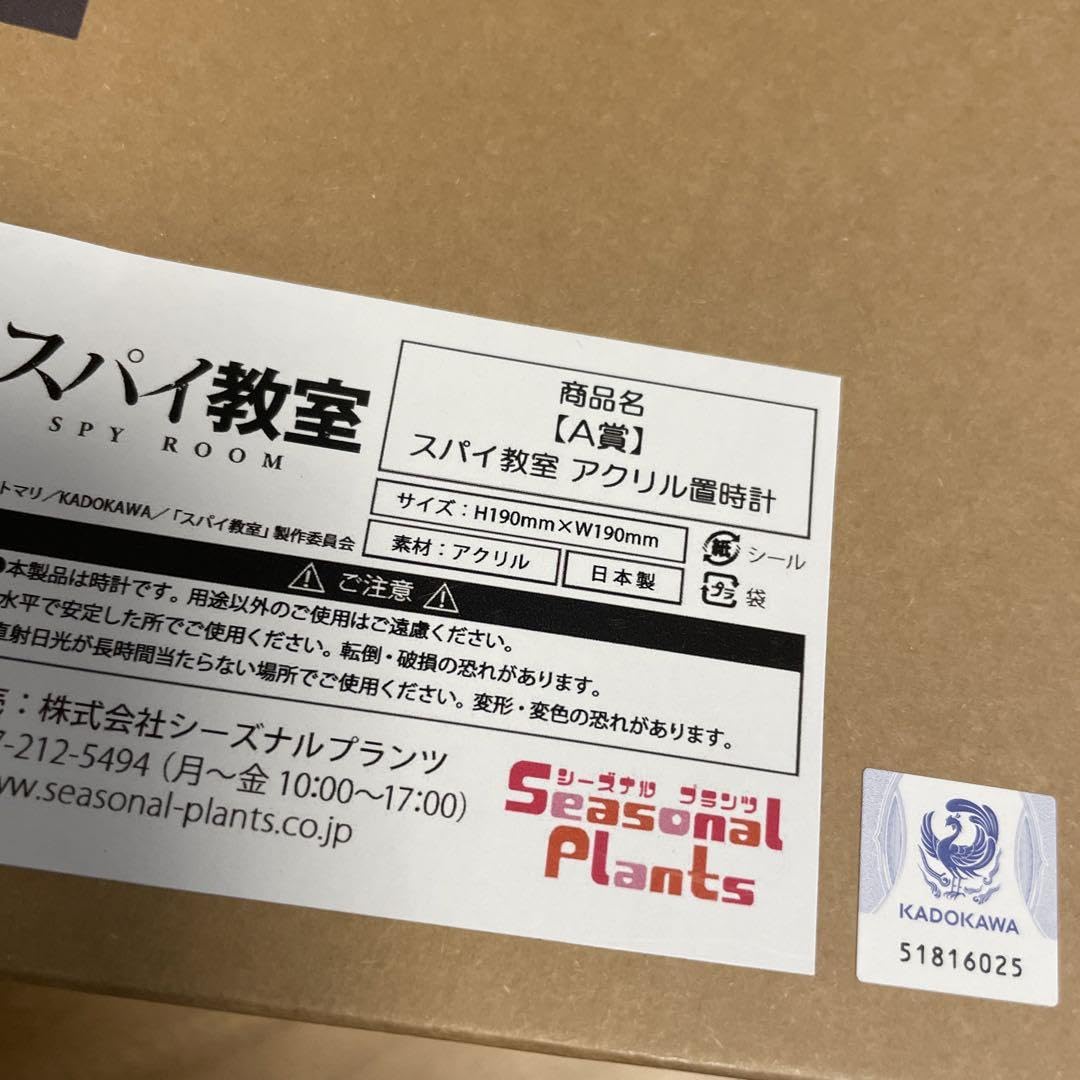 スパイ教室
SPY ROOM
トマリ／KADOKAWA／「スパイ教室」製作委員会
商品名
【A賞】
スパイ教室 アクリル置時計
サイズ：H190mm×W190mm
素材：アクリル
日本製
紙 シール
プラ 袋
ご注意
●本製品は時計です。用途以外のご使用はご遠慮ください。
水平で安定した所でご使用ください。転倒・破損の恐れがあります。
直射日光が長時間当たらない場所でご使用ください。変形・変色の恐れがあります。
：株式会社シーズナルプランツ
7-212-5494（月〜金 10:00〜17:00）
ww.seasonal-plants.co.jp
シーズナル プランツ
Seasonal
Plants
KADOKAWA
51816025